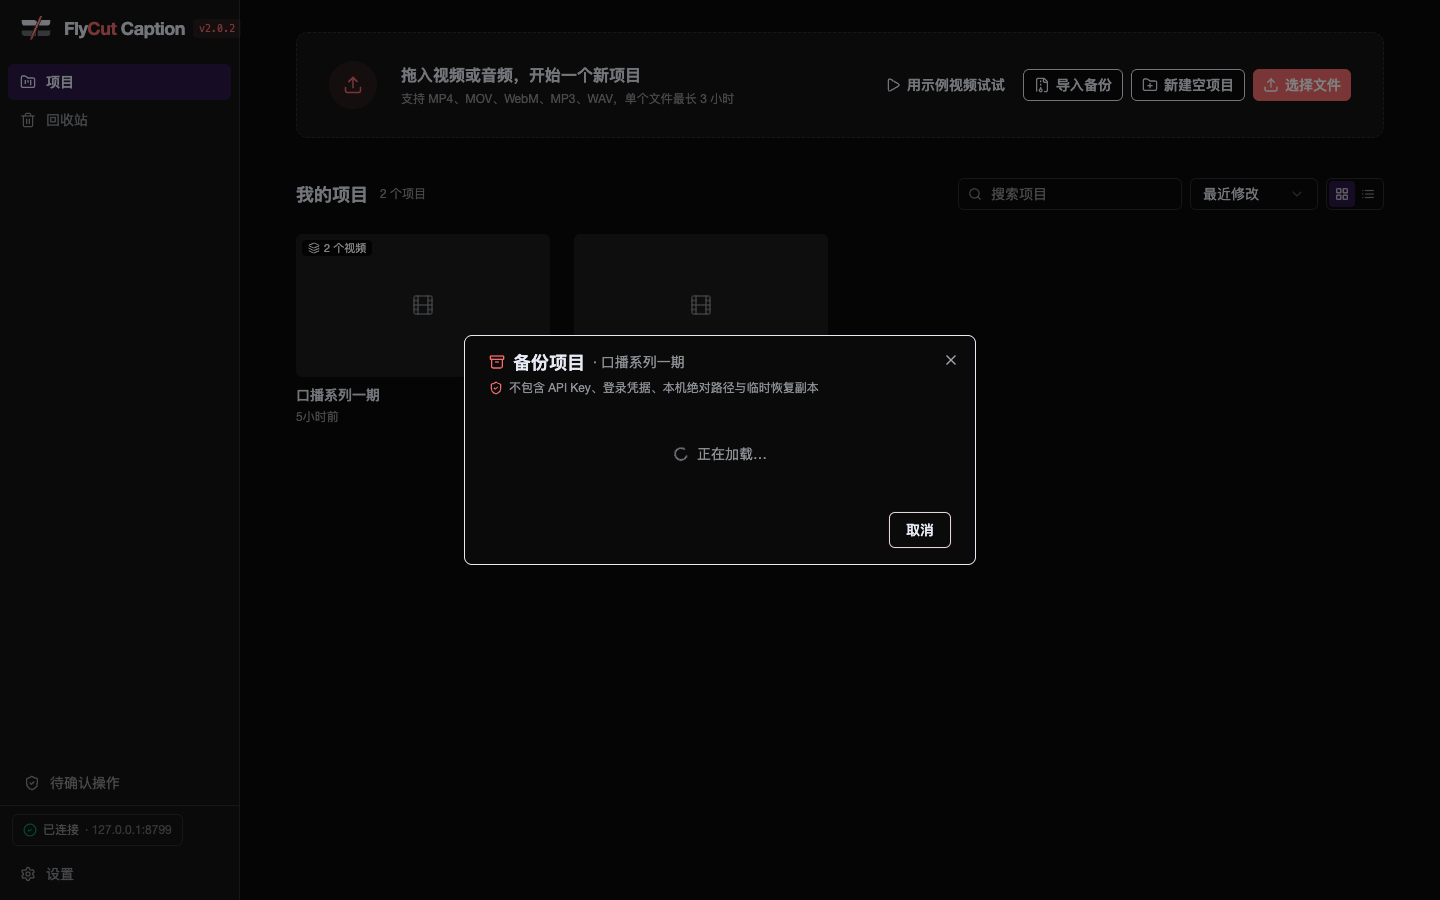 FlyCut Caption v2.0.2
项目
回收站
拖入视频或音频，开始一个新项目
支持 MP4、MOV、WebM、MP3、WAV，单个文件最长 3 小时
用示例视频试试
导入备份
新建空项目
选择文件
我的项目 2 个项目
搜索项目
最近修改
2 个视频
口播系列一期
5小时前
备份项目 · 口播系列一期
不包含 API Key、登录凭据、本机绝对路径与临时恢复副本
正在加载...
取消
待确认操作
已连接 · 127.0.0.1:8799
设置